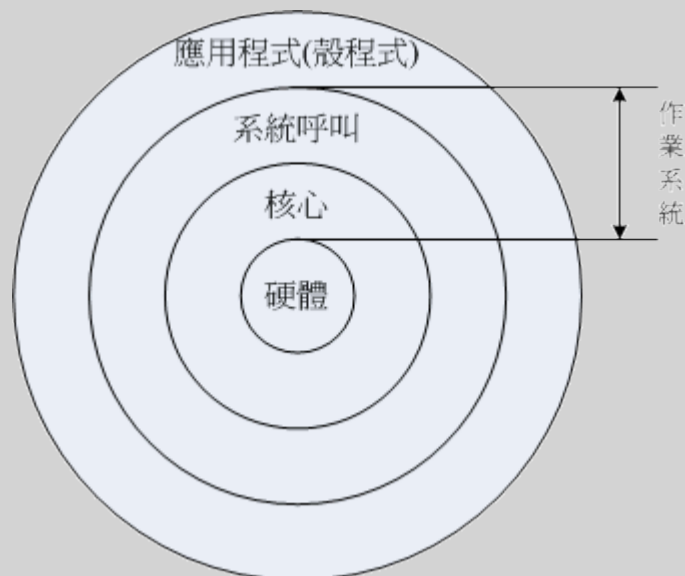 應用程式(殼程式)
系統呼叫
核心
硬體
作業系統